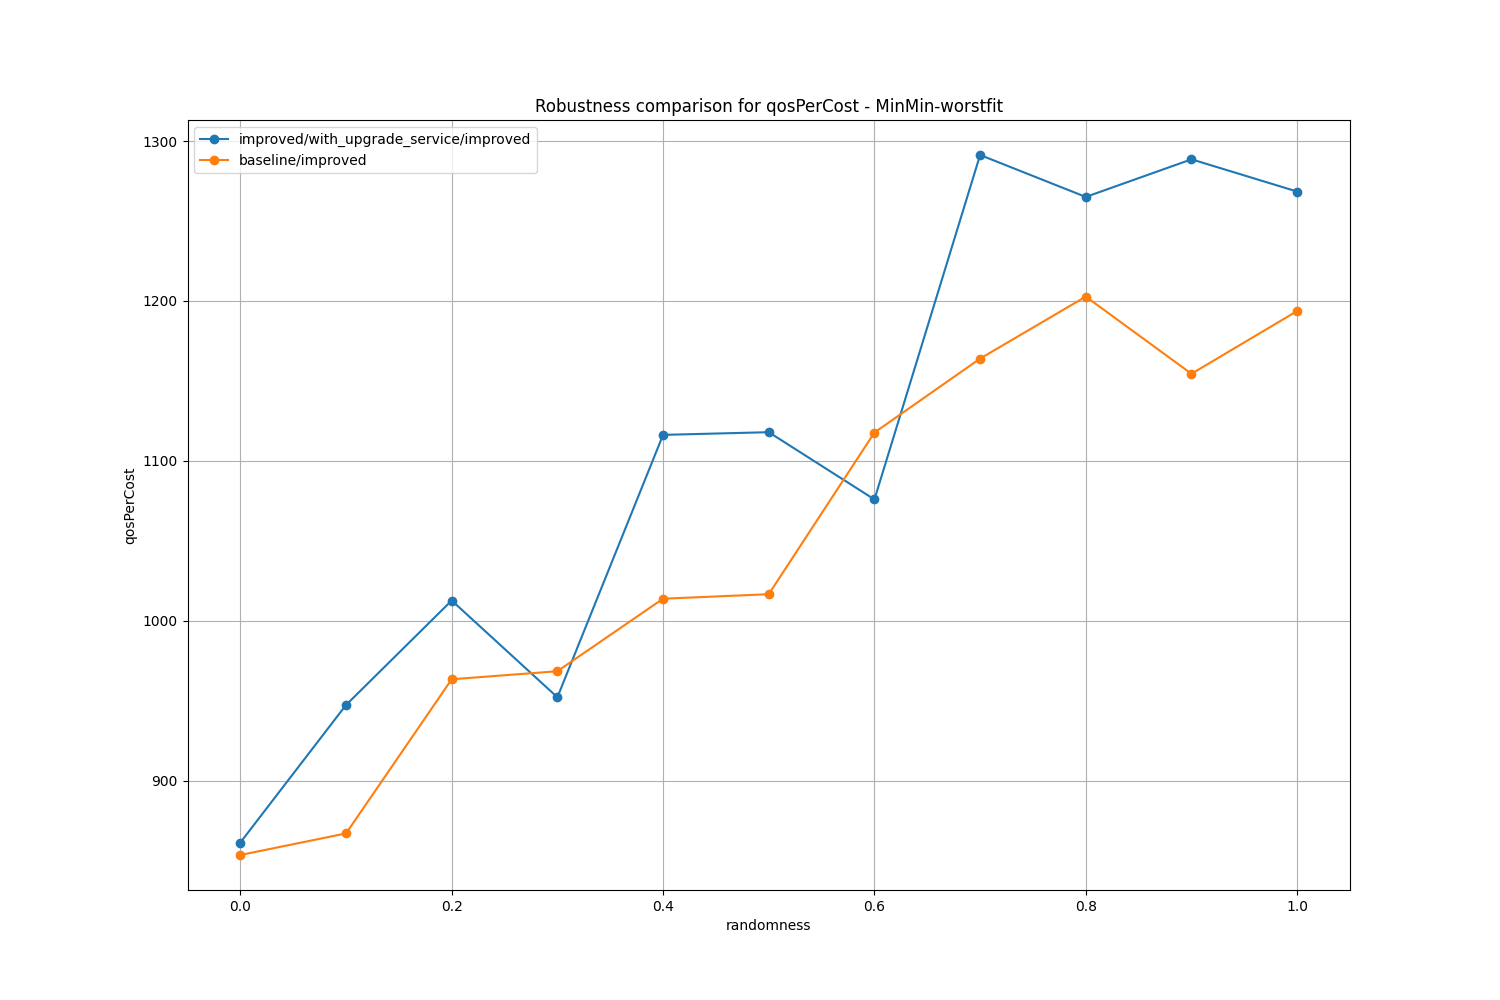 Robustness comparison for qosPerCost - MinMin-worstfit
improved/with_upgrade_service/improved
baseline/improved
1300
1200
1100
1000
900
qosPerCost
0.0 0.2 0.4 0.6 0.8 1.0
randomness